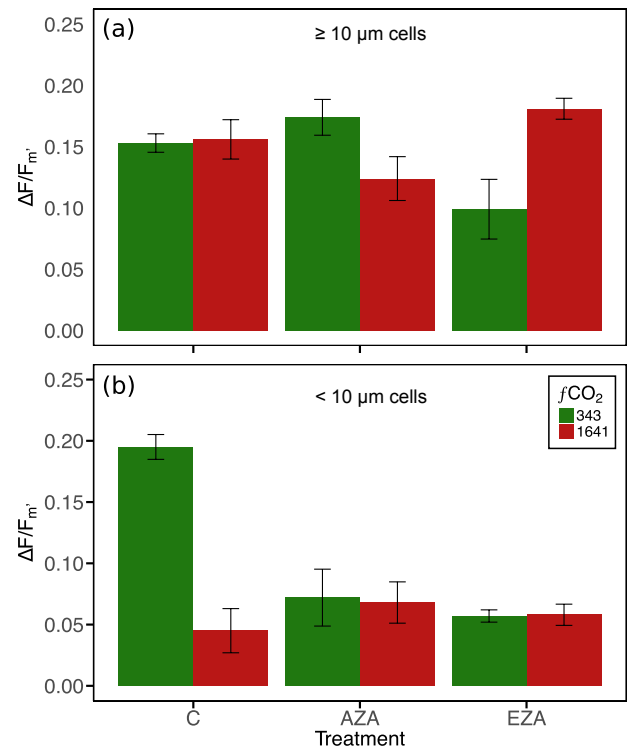 (a)
≥ 10 µm cells
0.25
0.20
0.15
0.10
0.05
0.00
ΔF/Fm'
(b)
< 10 µm cells
fCO2
343
1641
0.25
0.20
0.15
0.10
0.05
0.00
ΔF/Fm'
C AZA EZA
Treatment